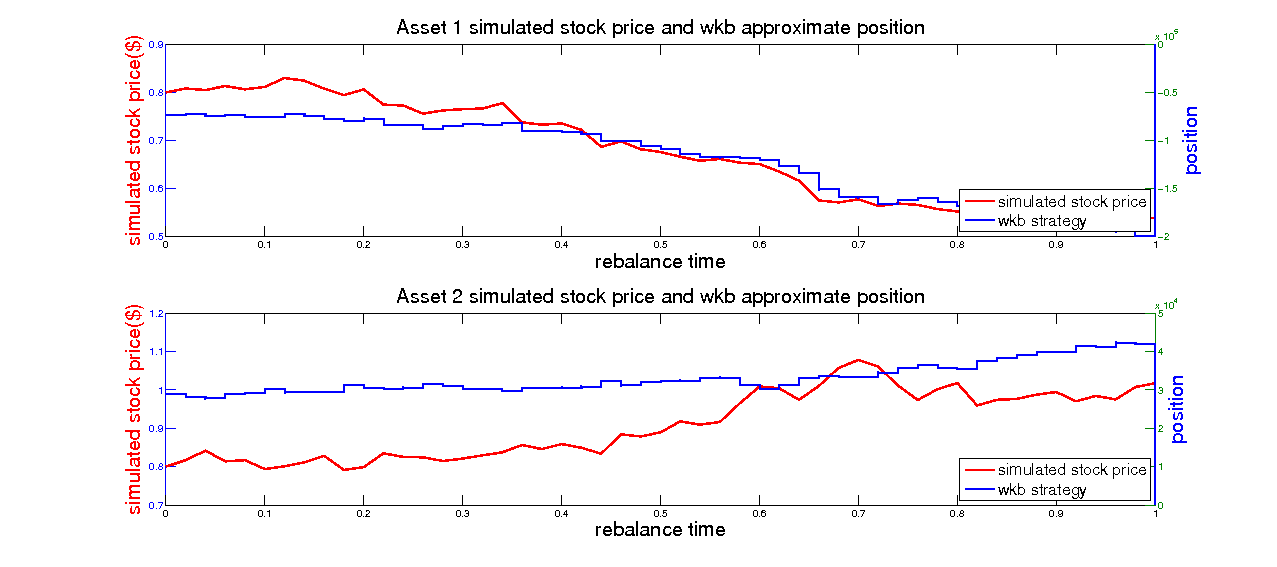 Asset 1 simulated stock price and wkb approximate position
simulated stock price($)
0.9
0.8
0.7
0.6
0.5
0 0.1 0.2 0.3 0.4 0.5 0.6 0.7 0.8 0.9 1
rebalance time
x 10^5
0
-0.5
-1
-1.5
-2
position
simulated stock price
wkb strategy
Asset 2 simulated stock price and wkb approximate position
simulated stock price($)
1.2
1.1
1
0.9
0.8
0.7
0 0.1 0.2 0.3 0.4 0.5 0.6 0.7 0.8 0.9 1
rebalance time
x 10^4
5
4
3
2
1
0
position
simulated stock price
wkb strategy